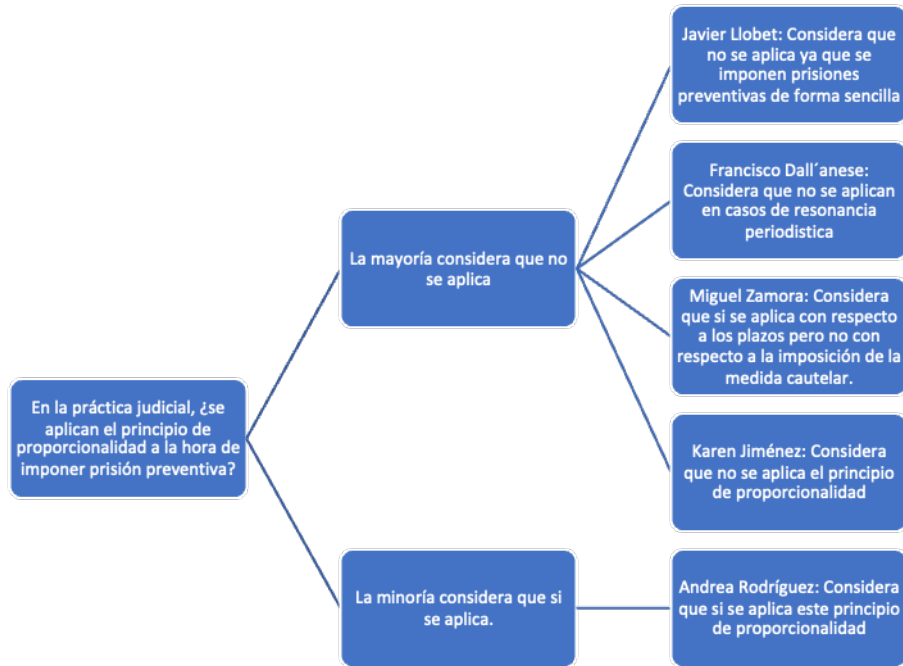 En la práctica judicial, ¿se
aplican el principio de
proporcionalidad a la hora de
imponer prisión preventiva?
La mayoría considera que no
se aplica
Javier Llobet: Considera que
no se aplica ya que se
imponen prisiones
preventivas de forma sencilla
Francisco Dall´anese:
Considera que no se aplican
en casos de resonancia
periodistica
Miguel Zamora: Considera
que si se aplica con respecto
a los plazos pero no con
respecto a la imposición de la
medida cautelar.
Karen Jiménez: Considera
que no se aplica el principio
de proporcionalidad
La minoría considera que si
se aplica.
Andrea Rodríguez: Considera
que si se aplica este principio
de proporcionalidad